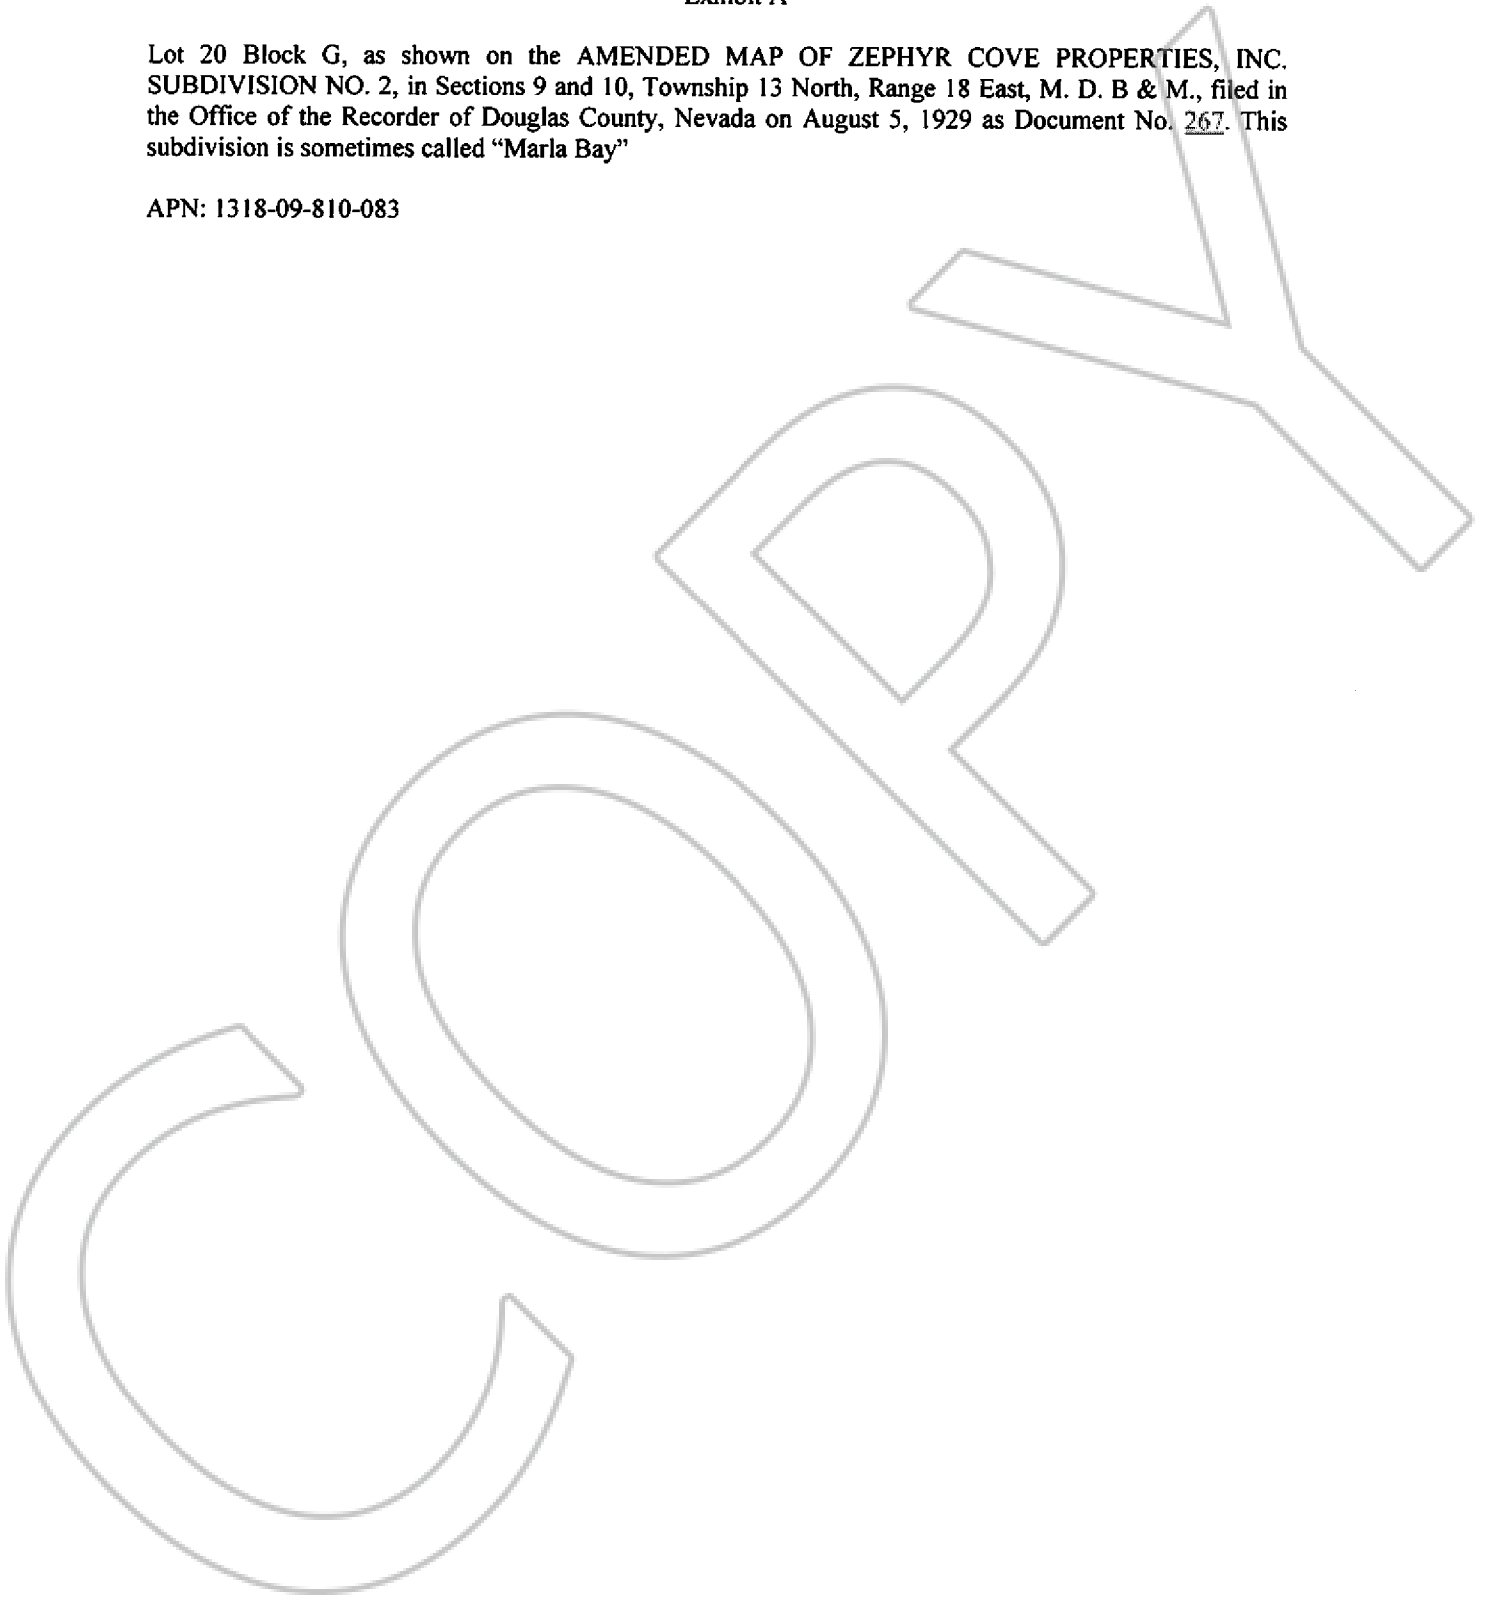 Exhibit A
Lot 20 Block G, as shown on the AMENDED MAP OF ZEPHYR COVE PROPERTIES, INC.
SUBDIVISION NO. 2, in Sections 9 and 10, Township 13 North, Range 18 East, M. D. B & M., filed in
the Office of the Recorder of Douglas County, Nevada on August 5, 1929 as Document No. 267. This
subdivision is sometimes called “Marla Bay”
APN: 1318-09-810-083
COPY